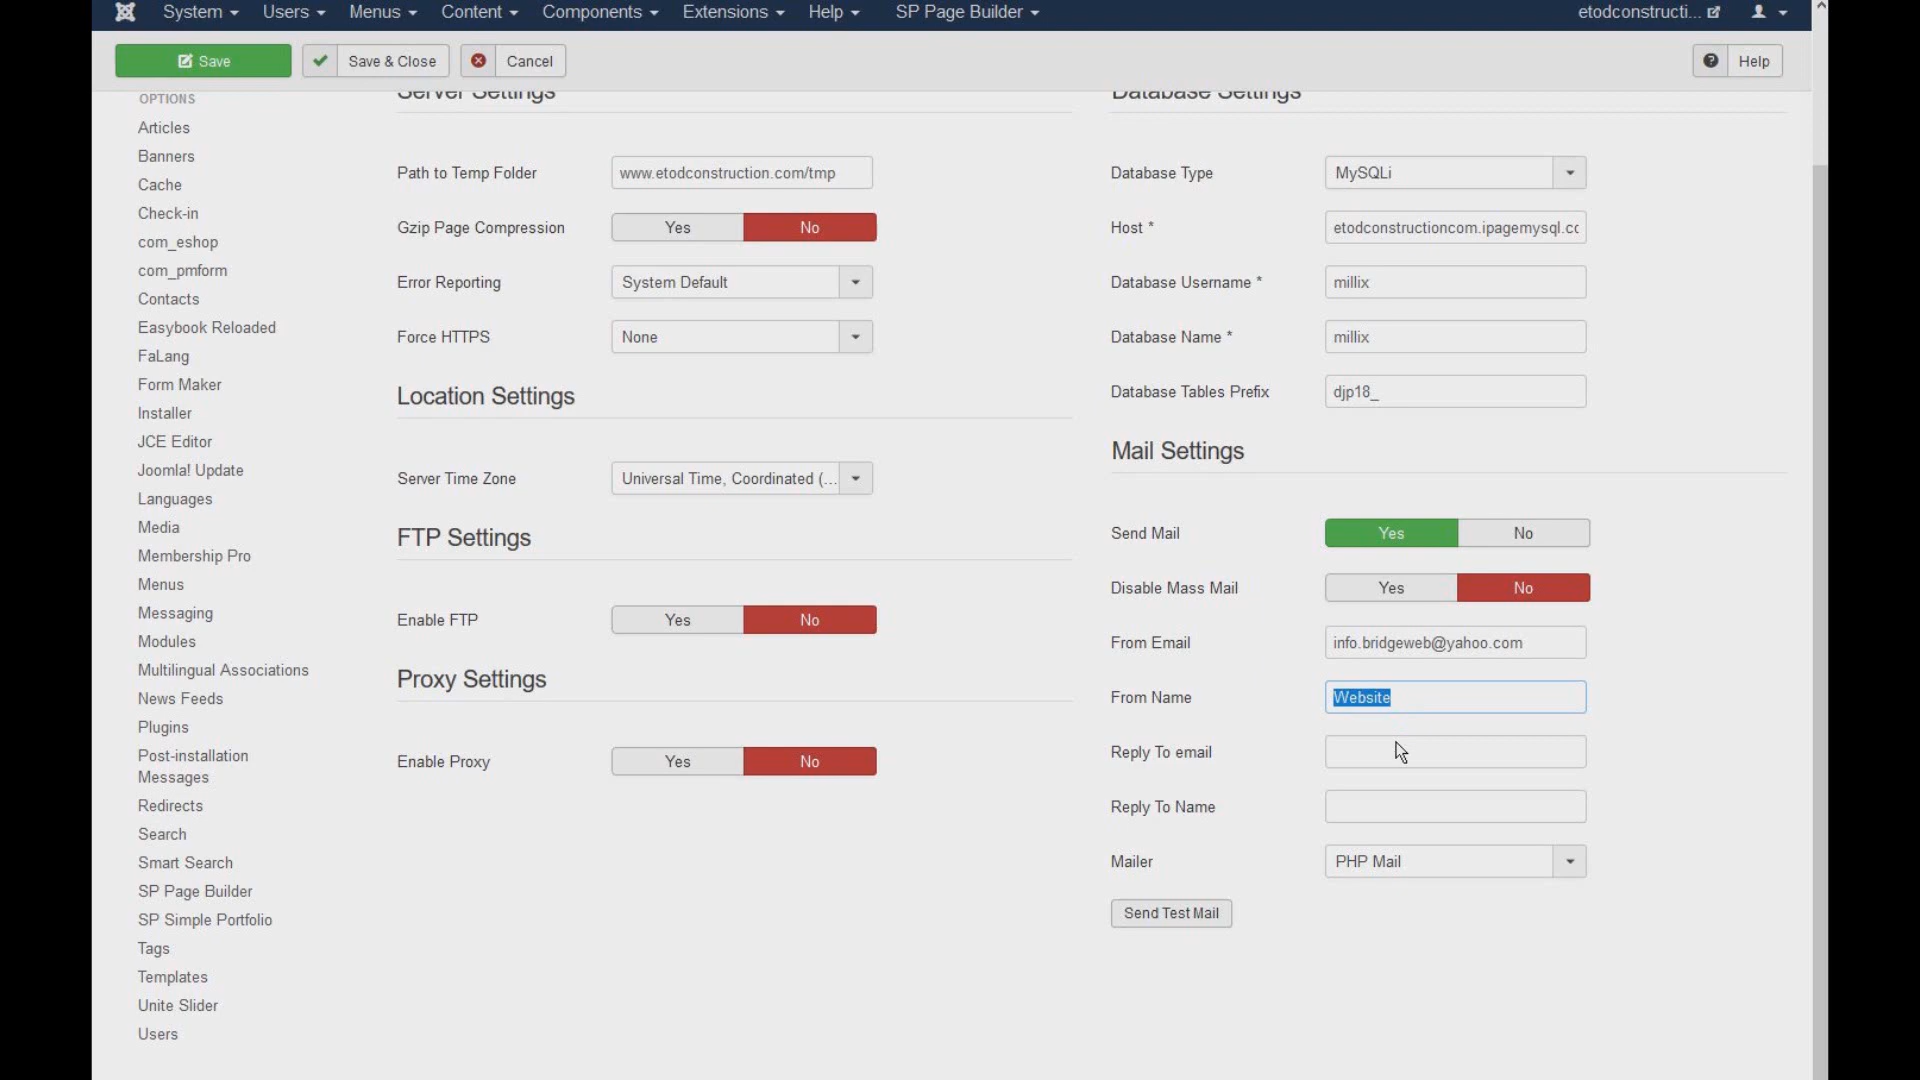 System
Users
Menus
Content
Components
Extensions
Help
SP Page Builder
etodconstructi...
Save
Save & Close
Cancel
Help
OPTIONS
Articles
Banners
Cache
Check-in
com_eshop
com_pmform
Contacts
Easybook Reloaded
FaLang
Form Maker
Installer
JCE Editor
Joomla! Update
Languages
Media
Membership Pro
Menus
Messaging
Modules
Multilingual Associations
News Feeds
Plugins
Post-installation
Messages
Redirects
Search
Smart Search
SP Page Builder
SP Simple Portfolio
Tags
Templates
Unite Slider
Users
Server Settings
Path to Temp Folder www.etodconstruction.com/tmp
Gzip Page Compression Yes No
Error Reporting System Default
Force HTTPS None
Location Settings
Server Time Zone Universal Time, Coordinated (...
FTP Settings
Enable FTP Yes No
Proxy Settings
Enable Proxy Yes No
Database Settings
Database Type MySQLi
Host * etodconstructioncom.ipagemysql.cc
Database Username * millix
Database Name * millix
Database Tables Prefix djp18_
Mail Settings
Send Mail Yes No
Disable Mass Mail Yes No
From Email info.bridgeweb@yahoo.com
From Name Website
Reply To email
Reply To Name
Mailer PHP Mail
Send Test Mail